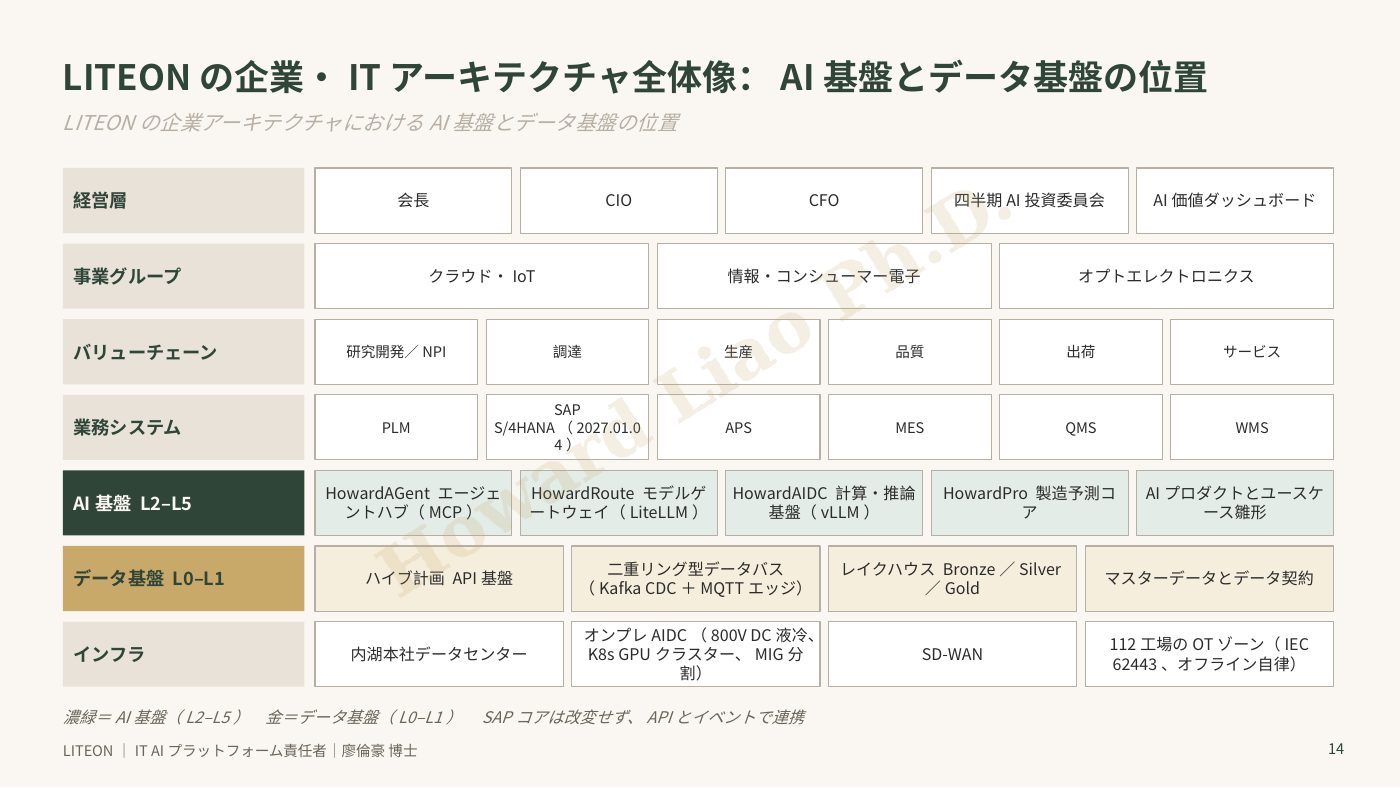 LITEON の企業・ IT アーキテクチャ全体像： AI 基盤とデータ基盤の位置
LITEON の企業アーキテクチャにおける AI 基盤とデータ基盤の位置
経営層
会長
CIO
CFO
四半期 AI 投資委員会
AI 価値ダッシュボード
事業グループ
クラウド・ IoT
情報・コンシューマー電子
オプトエレクトロニクス
バリューチェーン
研究開発／ NPI
調達
生産
品質
出荷
サービス
業務システム
PLM
SAP
S/4HANA （ 2027.01.0
4 ）
APS
MES
QMS
WMS
AI 基盤 L2–L5
HowardAGent エージェ
ントハブ（ MCP ）
HowardRoute モデルゲ
ートウェイ（ LiteLLM ）
HowardAIDC 計算・推論
基盤（ vLLM ）
HowardPro 製造予測コ
ア
AI プロダクトとユースケ
ース雛形
データ基盤 L0–L1
ハイブ計画 API 基盤
二重リング型データバス
（ Kafka CDC ＋ MQTT エッジ）
レイクハウス Bronze ／ Silver
／ Gold
マスターデータとデータ契約
インフラ
内湖本社データセンター
オンプレ AIDC （ 800V DC 液冷、
K8s GPU クラスター、 MIG 分
割）
SD-WAN
112 工場の OT ゾーン（ IEC
62443 、オフライン自律）
濃緑＝ AI 基盤（ L2–L5 ） 金＝データ基盤（ L0–L1 ） SAP コアは改変せず、 API とイベントで連携
LITEON ｜ IT AI プラットフォーム責任者｜廖倫豪 博士
14
Howard Liao Ph.D.